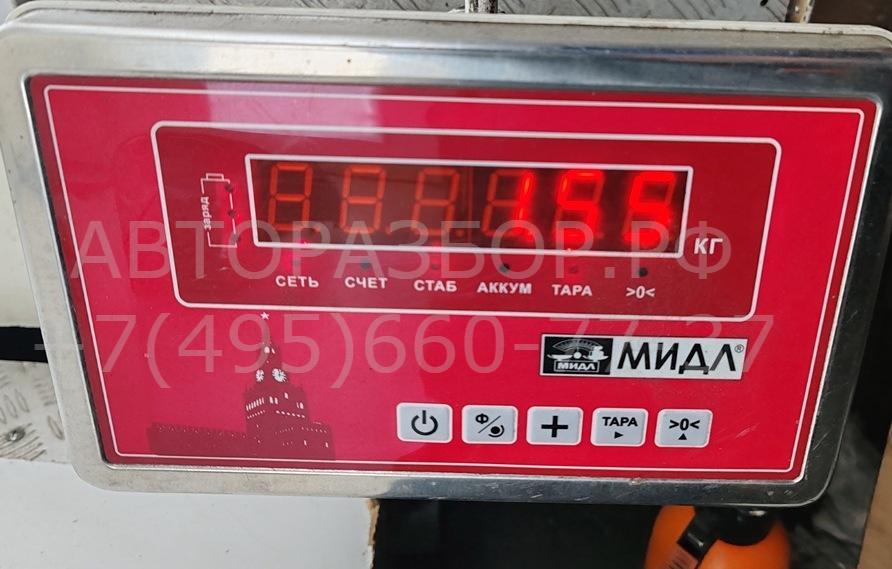 155
заряд
КГ
СЕТЬ СЧЕТ СТАБ АККУМ ТАРА >0<
АВТОРАЗБОР.РФ
+7(495)660-77-37
МИДЛ МИДЛ®
Ф + ТАРА >0<